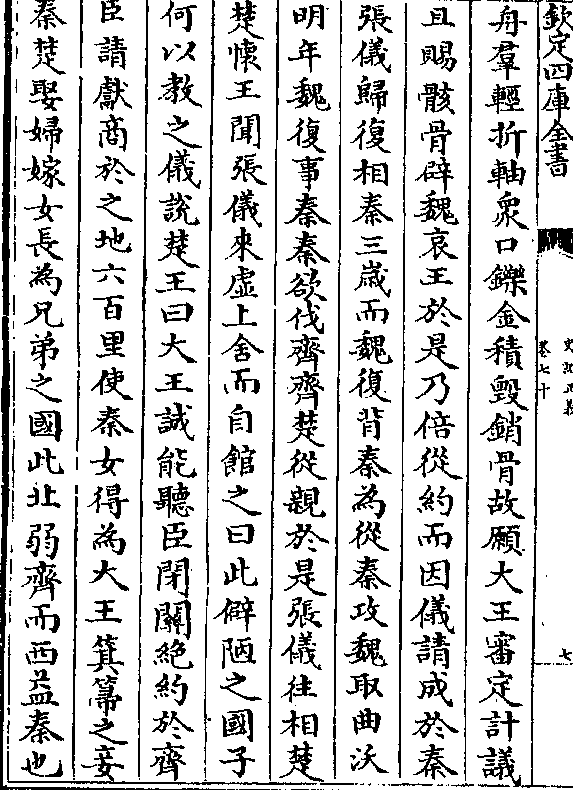 欽定四庫全書
史記正義
卷七十
七
舟羣輕折軸衆口鑠金積毀銷骨故願大王審定計議
且賜骸骨辟魏哀王於是乃倍從約而因儀請成於秦
張儀歸復相秦三歳而魏復背秦為從秦攻魏取曲沃
明年魏復事秦秦欲伐齊齊楚從親於是張儀往相楚
楚懐王聞張儀來虚上舍而自館之曰此僻陋之國子
何以教之儀說楚王曰大王誠能聽臣閉關絶約於齊
臣請獻商於之地六百里使秦女得為大王箕箒之妾
秦楚娶婦嫁女長為兄弟之國此北弱齊而西益秦也